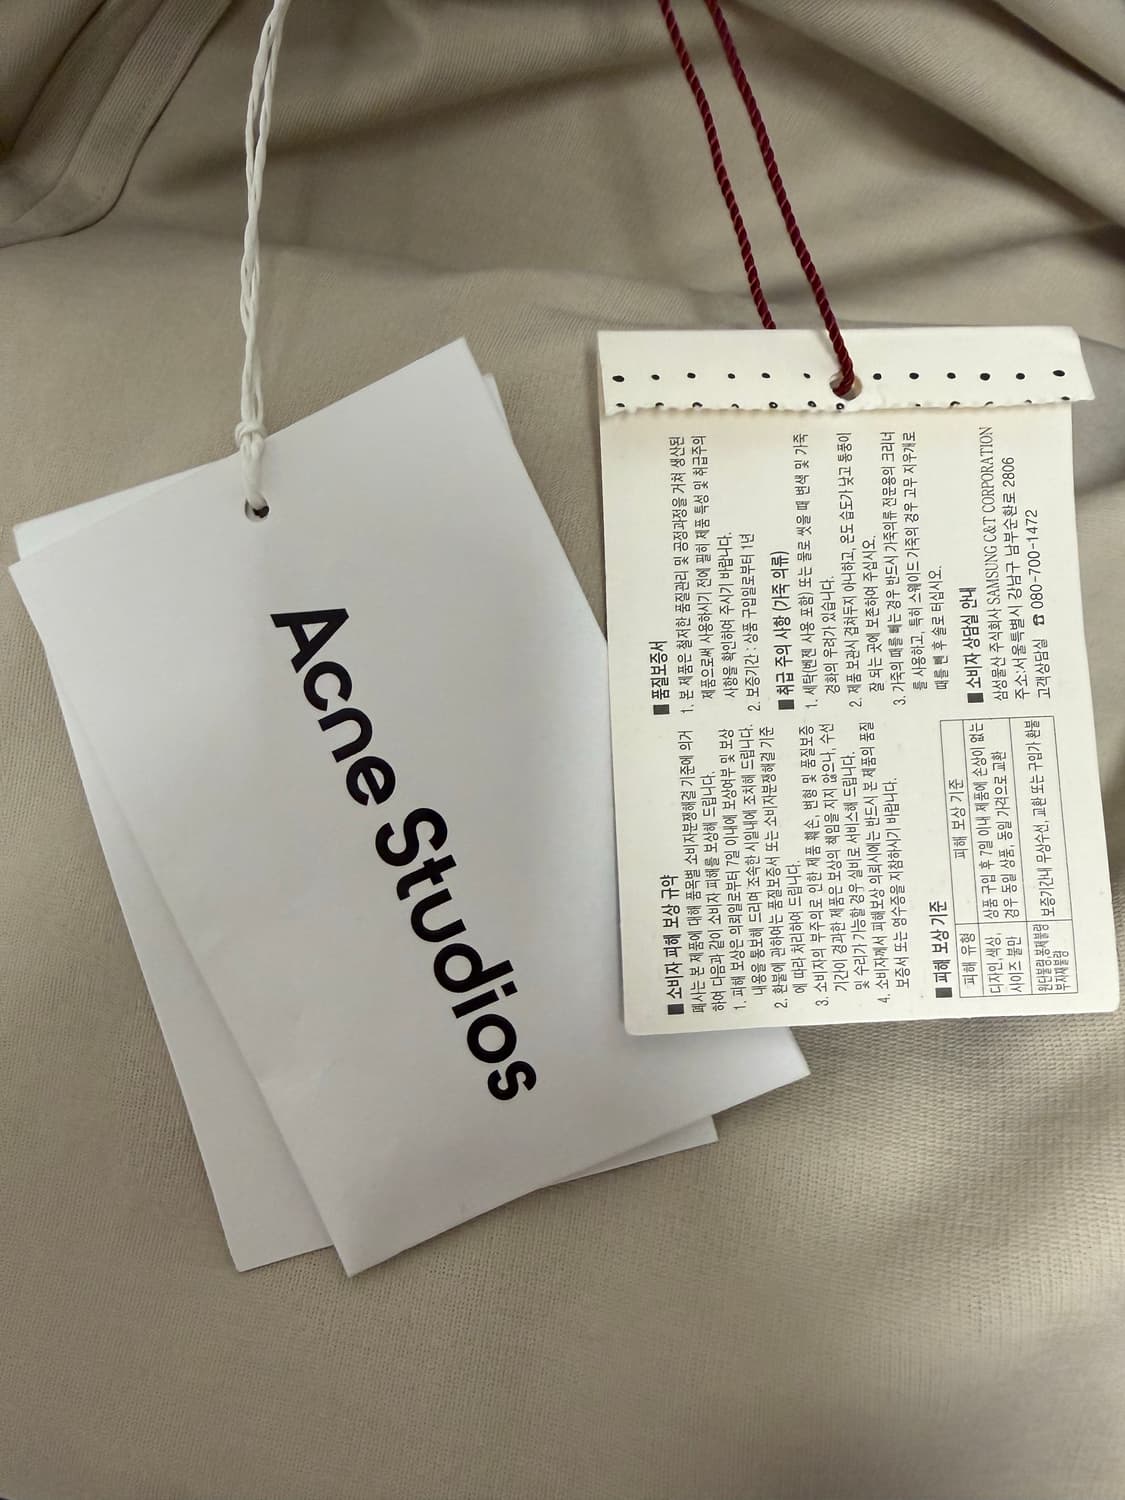 Acne Studios
■ 품질보증서
1. 본 제품은 철저한 품질관리 및 공정과정을 거쳐 생산된
제품으로써 사용하시기 전에 필히 제품 특성 및 취급주의
사항을 확인하여 주시기 바랍니다.
2. 보증기간 : 상품 구입일로부터 1년
■ 취급 주의 사항 (가죽 의류)
1. 세탁(벤젠 사용 포함) 또는 물로 씻을 때 변색 및 가죽
경화의 우려가 있습니다.
2. 제품 보관시 겹쳐두지 아니하고, 온도 습도가 낮고 통풍이
잘 되는 곳에 보존하여 주십시오.
3. 가죽의 때를 빼는 경우 반드시 가죽의류 전문용의 크리너
를 사용하고, 특히 스웨이드 가죽의 경우 고무 지우개로
때를 뺀 후 솔로 터십시오.
■ 소비자 상담실 안내
삼성물산 주식회사 SAMSUNG C&T CORPORATION
주소:서울특별시 강남구 남부순환로 2806
고객상담실 ☎ 080-700-1472
■ 소비자 피해 보상 규약
폐사는 본 제품에 대해 품목별 소비자분쟁해결 기준에 의거
하여 다음과 같이 소비자 피해를 보상해 드립니다.
1. 피해 보상은 의뢰일로부터 7일 이내에 보상여부 및 보상
내용을 통보해 드리며 조속한 시일내에 조치해 드립니다.
2. 환불에 관하여는 품질보증서 또는 소비자분쟁해결 기준
에 따라 처리하여 드립니다.
3. 소비자의 부주의로 인한 제품 훼손, 변형 및 품질보증
기간이 경과한 제품은 보상의 책임을 지지 않으나, 수선
및 수리가 가능할 경우 실비로 서비스해 드립니다.
4. 소비자께서 피해보상 의뢰시에는 반드시 본 제품의 품질
보증서 또는 영수증을 지참하시기 바랍니다.
■ 피해 보상 기준
피해 유형 피해 보상 기준
디자인,색상, 상품 구입 후 7일 이내 제품에 손상이 없는
사이즈 불만 경우 동일 상품, 동일 가격으로 교환
원단불량,봉제불량 보증기간내 무상수선, 교환 또는 구입가 환불
부자재불량